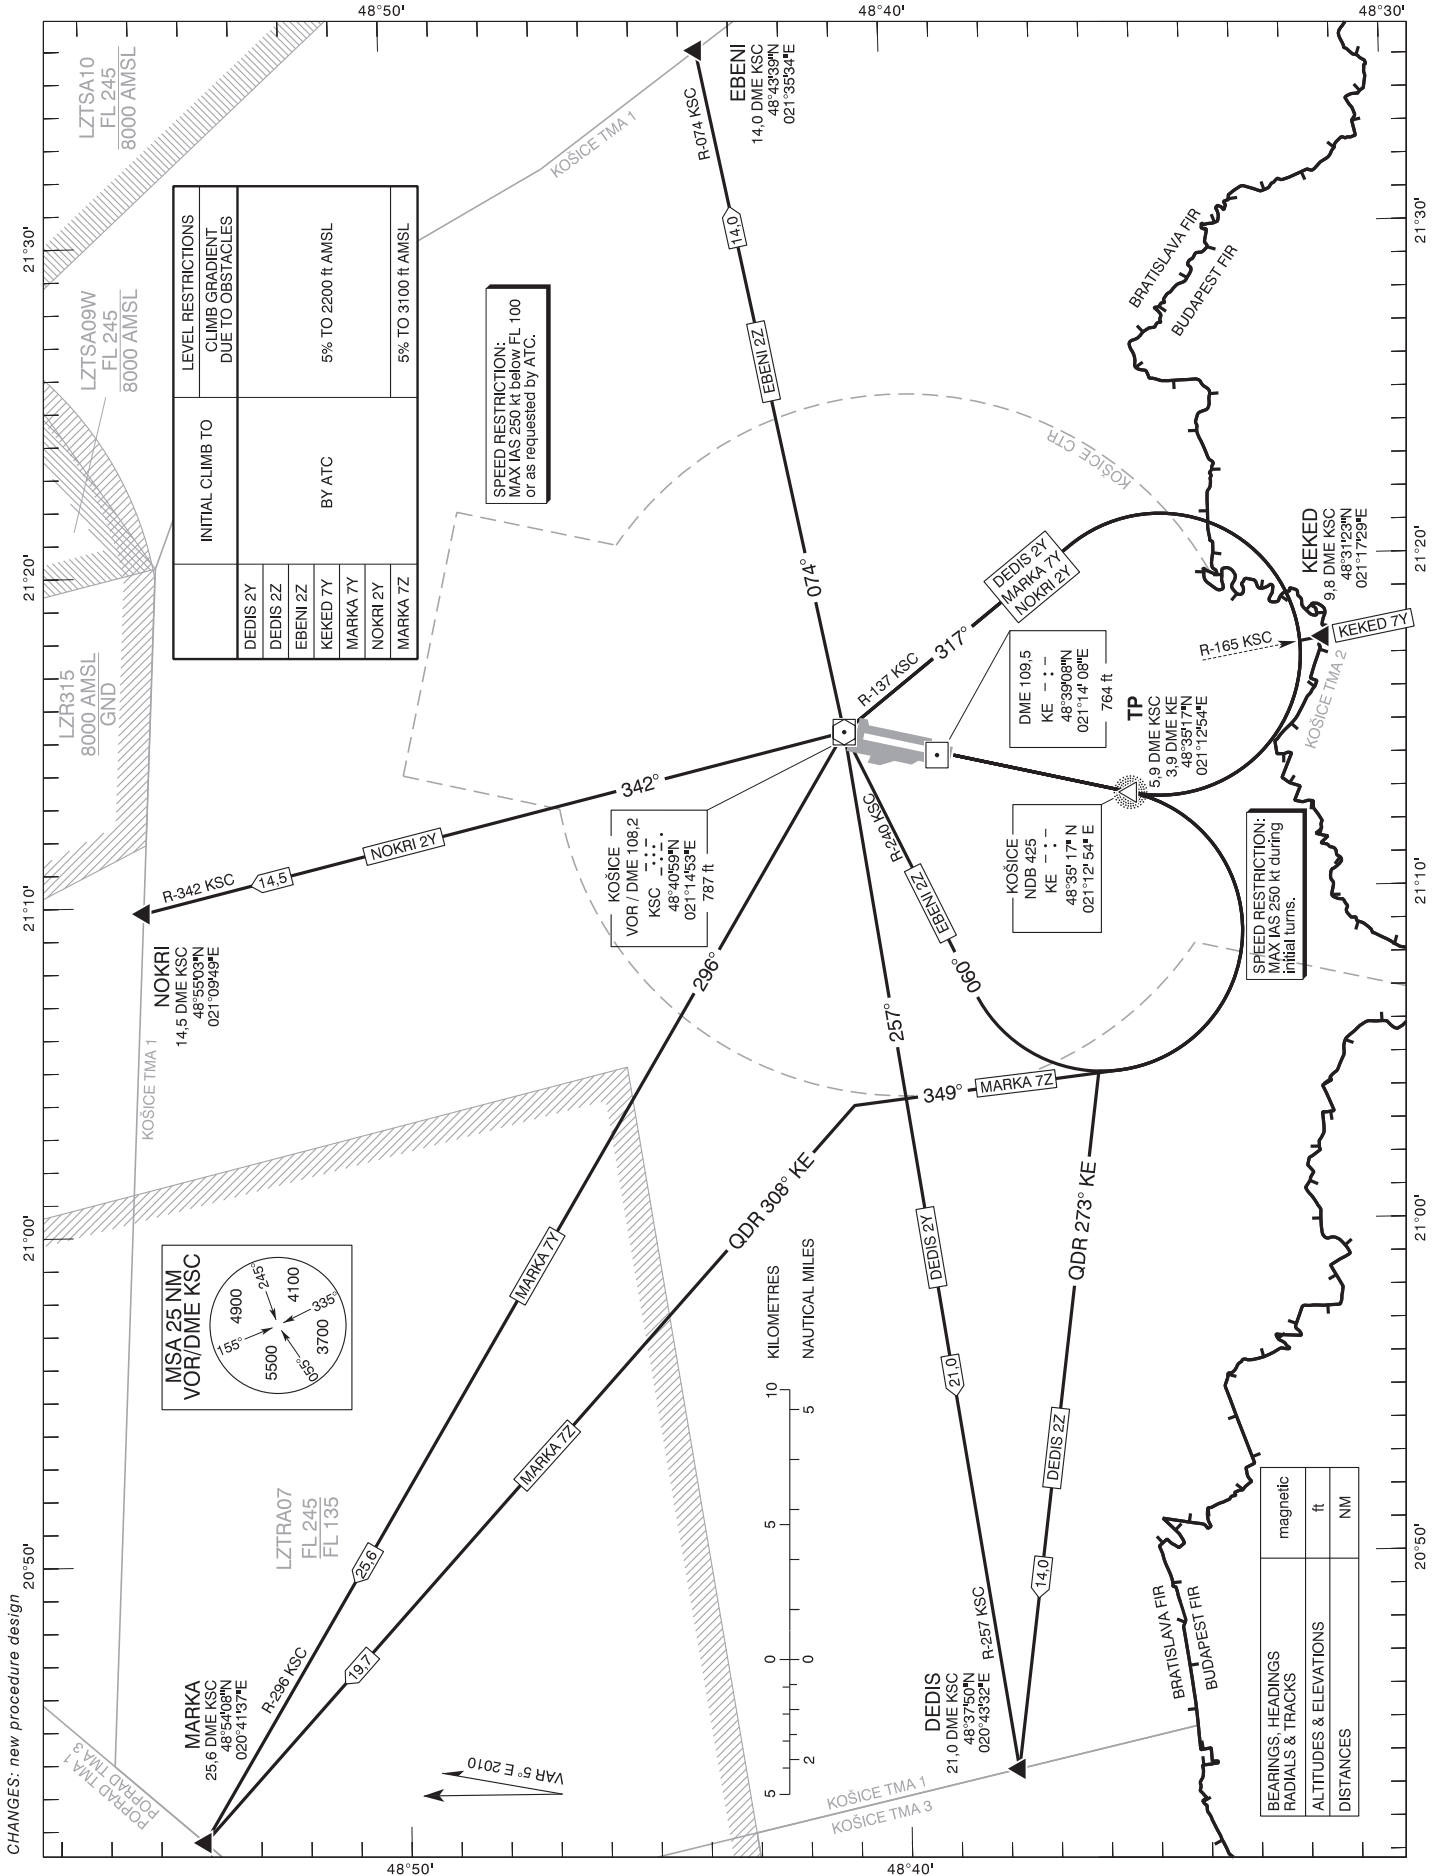 CHANGES: new procedure design
48°50'
48°40'
48°30'
21°30'
21°20'
21°10'
21°00'
20°50'
48°50'
48°40'
21°30'
21°20'
21°10'
21°00'
20°50'
POPRAD TMA 1
POPRAD TMA 3
MARKA
25,6 DME KSC
48°54'08"N
020°41'37"E
R-296 KSC
25,6
19,7
MARKA 7Y
MARKA 7Z
LZTRA07
FL 245
FL 135
MSA 25 NM
VOR/DME KSC
155°
245°
335°
055°
4900
4100
3700
5500
KOŠICE TMA 1
NOKRI
14,5 DME KSC
48°55'03"N
021°09'49"E
R-342 KSC
14,5
NOKRI 2Y
342°
LZR315
8000 AMSL
GND
LZTSA09W
FL 245
8000 AMSL
LZTSA10
FL 245
8000 AMSL
INITIAL CLIMB TO
LEVEL RESTRICTIONS
CLIMB GRADIENT
DUE TO OBSTACLES
DEDIS 2Y
DEDIS 2Z
EBENI 2Z
KEKED 7Y
MARKA 7Y
NOKRI 2Y
MARKA 7Z
BY ATC
5% TO 2200 ft AMSL
5% TO 3100 ft AMSL
SPEED RESTRICTION:
MAX IAS 250 kt below FL 100
or as requested by ATC.
KOŠICE TMA 1
EBENI
14,0 DME KSC
48°43'39"N
021°35'34"E
R-074 KSC
14,0
EBENI 2Z
074°
KOŠICE CTR
KOŠICE
VOR / DME 108,2
KSC
48°40'59"N
021°14'53"E
787 ft
296°
257°
R-240 KSC
EBENI 2Z
060°
349°
MARKA 7Z
QDR 308° KE
QDR 273° KE
DEDIS 2Y
21,0
DEDIS 2Z
14,0
R-257 KSC
DEDIS
21,0 DME KSC
48°37'50"N
020°43'32"E
KOŠICE TMA 1
KOŠICE TMA 3
VAR 5° E 2010
5 0 5 10 KILOMETRES
2 0 5 NAUTICAL MILES
R-137 KSC
317°
DEDIS 2Y
MARKA 7Y
NOKRI 2Y
DME 109,5
KE
48°39'08"N
021°14' 08"E
764 ft
KOŠICE
NDB 425
KE
48°35' 17" N
021°12' 54" E
TP
5,9 DME KSC
3,9 DME KE
48°35'17"N
021°12'54"E
R-165 KSC
KEKED
9,8 DME KSC
48°31'23"N
021°17'29"E
KEKED 7Y
KOŠICE TMA 2
SPEED RESTRICTION:
MAX IAS 250 kt during
initial turns.
BRATISLAVA FIR
BUDAPEST FIR
BRATISLAVA FIR
BUDAPEST FIR
BEARINGS, HEADINGS
RADIALS & TRACKS
magnetic
ALTITUDES & ELEVATIONS
ft
DISTANCES
NM